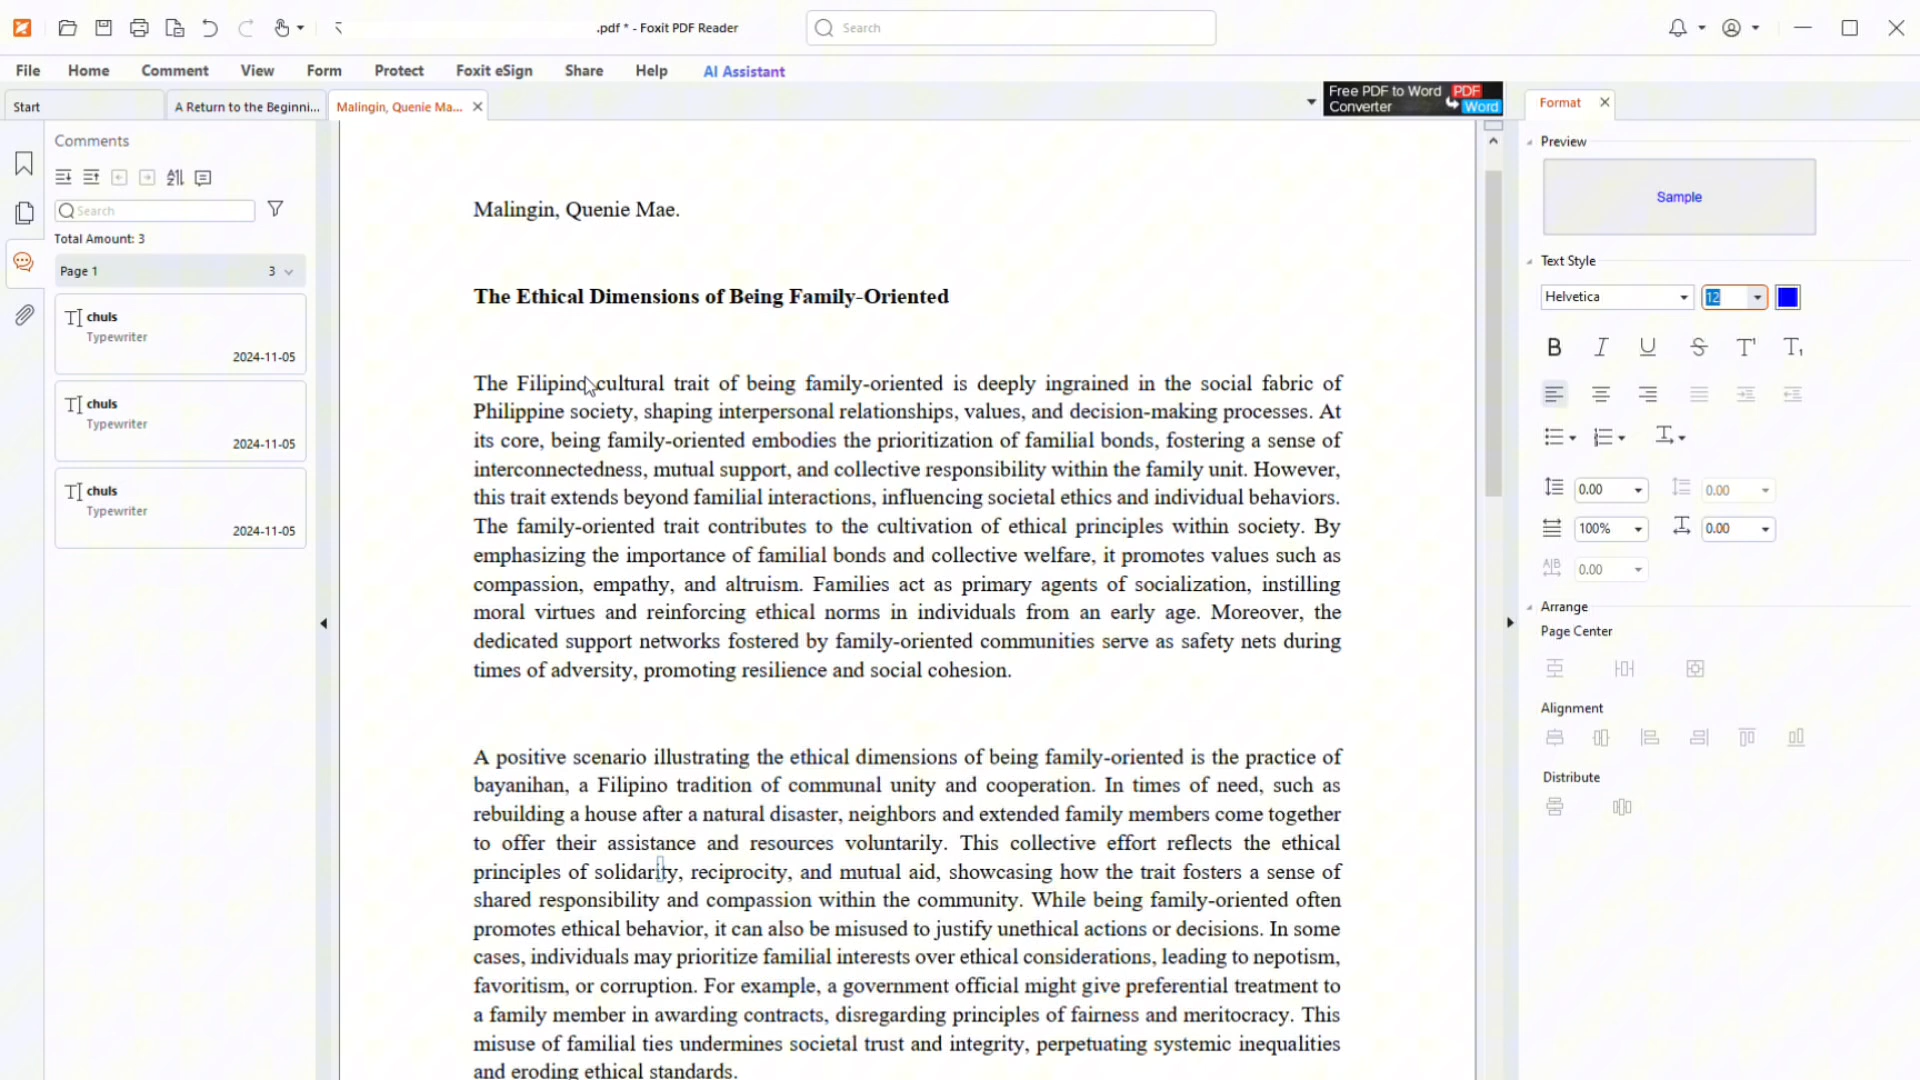 .pdf * - Foxit PDF Reader
Search
File Home Comment View Form Protect Foxit eSign Share Help AI Assistant
Start
A Return to the Beginni...
Malingin, Quenie Ma...
Free PDF to Word PDF
Converter Word
Format
Comments
Search
Total Amount: 3
Page 1 3
chuls
Typewriter
2024-11-05
chuls
Typewriter
2024-11-05
chuls
Typewriter
2024-11-05
Malingin, Quenie Mae.
The Ethical Dimensions of Being Family-Oriented
The Filipino cultural trait of being family-oriented is deeply ingrained in the social fabric of
Philippine society, shaping interpersonal relationships, values, and decision-making processes. At
its core, being family-oriented embodies the prioritization of familial bonds, fostering a sense of
interconnectedness, mutual support, and collective responsibility within the family unit. However,
this trait extends beyond familial interactions, influencing societal ethics and individual behaviors.
The family-oriented trait contributes to the cultivation of ethical principles within society. By
emphasizing the importance of familial bonds and collective welfare, it promotes values such as
compassion, empathy, and altruism. Families act as primary agents of socialization, instilling
moral virtues and reinforcing ethical norms in individuals from an early age. Moreover, the
dedicated support networks fostered by family-oriented communities serve as safety nets during
times of adversity, promoting resilience and social cohesion.
A positive scenario illustrating the ethical dimensions of being family-oriented is the practice of
bayanihan, a Filipino tradition of communal unity and cooperation. In times of need, such as
rebuilding a house after a natural disaster, neighbors and extended family members come together
to offer their assistance and resources voluntarily. This collective effort reflects the ethical
principles of solidarity, reciprocity, and mutual aid, showcasing how the trait fosters a sense of
shared responsibility and compassion within the community. While being family-oriented often
promotes ethical behavior, it can also be misused to justify unethical actions or decisions. In some
cases, individuals may prioritize familial interests over ethical considerations, leading to nepotism,
favoritism, or corruption. For example, a government official might give preferential treatment to
a family member in awarding contracts, disregarding principles of fairness and meritocracy. This
misuse of familial ties undermines societal trust and integrity, perpetuating systemic inequalities
and eroding ethical standards.
Preview
Sample
Text Style
Helvetica 12
0.00 0.00
100% 0.00
0.00
Arrange
Page Center
Alignment
Distribute